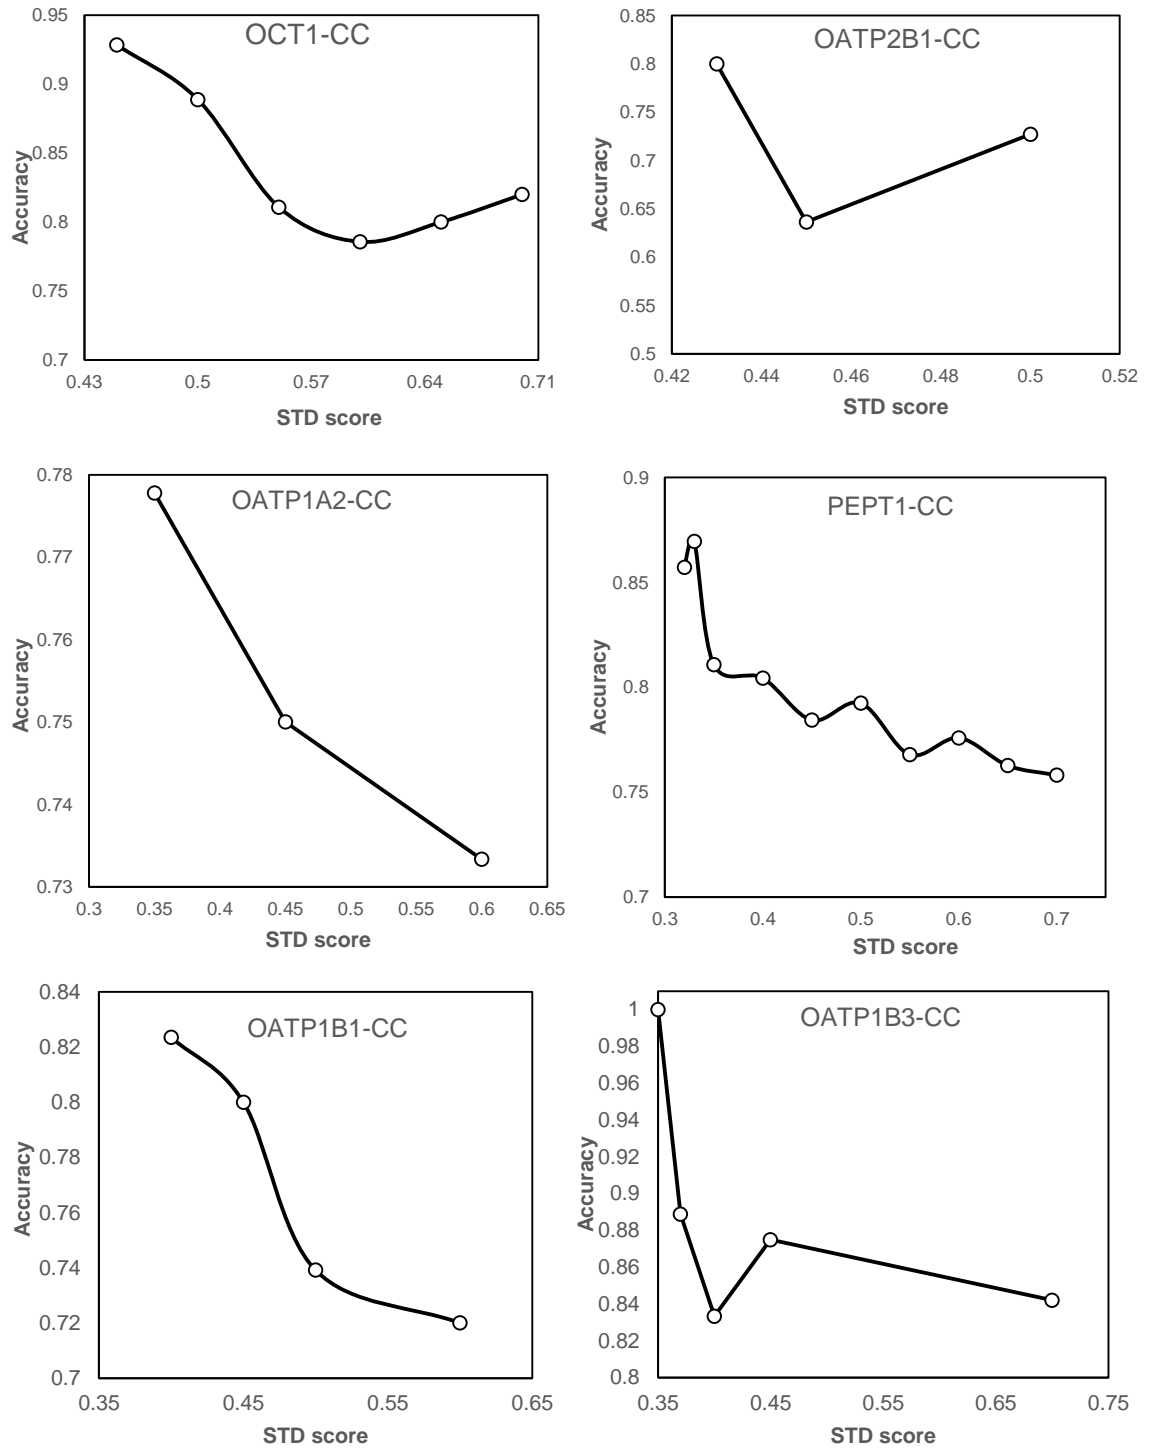 OCT1-CC
Accuracy
0.95
0.9
0.85
0.8
0.75
0.7
0.43 0.5 0.57 0.64 0.71
STD score
OATP2B1-CC
Accuracy
0.85
0.8
0.75
0.7
0.65
0.6
0.55
0.5
0.42 0.44 0.46 0.48 0.5 0.52
STD score
OATP1A2-CC
Accuracy
0.78
0.77
0.76
0.75
0.74
0.73
0.3 0.35 0.4 0.45 0.5 0.55 0.6 0.65
STD score
PEPT1-CC
Accuracy
0.9
0.85
0.8
0.75
0.7
0.3 0.4 0.5 0.6 0.7
STD score
OATP1B1-CC
Accuracy
0.84
0.82
0.8
0.78
0.76
0.74
0.72
0.7
0.35 0.45 0.55 0.65
STD score
OATP1B3-CC
Accuracy
1
0.98
0.96
0.94
0.92
0.9
0.88
0.86
0.84
0.82
0.8
0.35 0.45 0.55 0.65 0.75
STD score